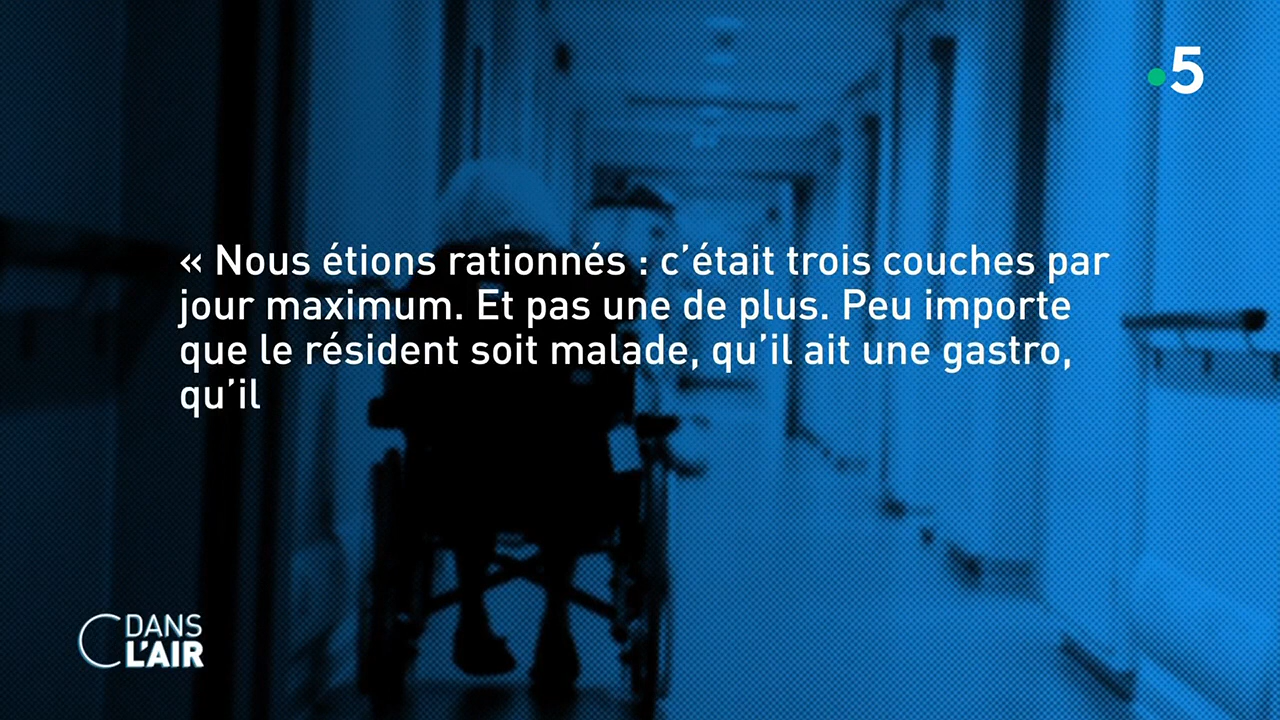 5
« Nous étions rationnés : c’était trois couches par
jour maximum. Et pas une de plus. Peu importe
que le résident soit malade, qu’il ait une gastro,
qu’il
C DANS
L’AIR